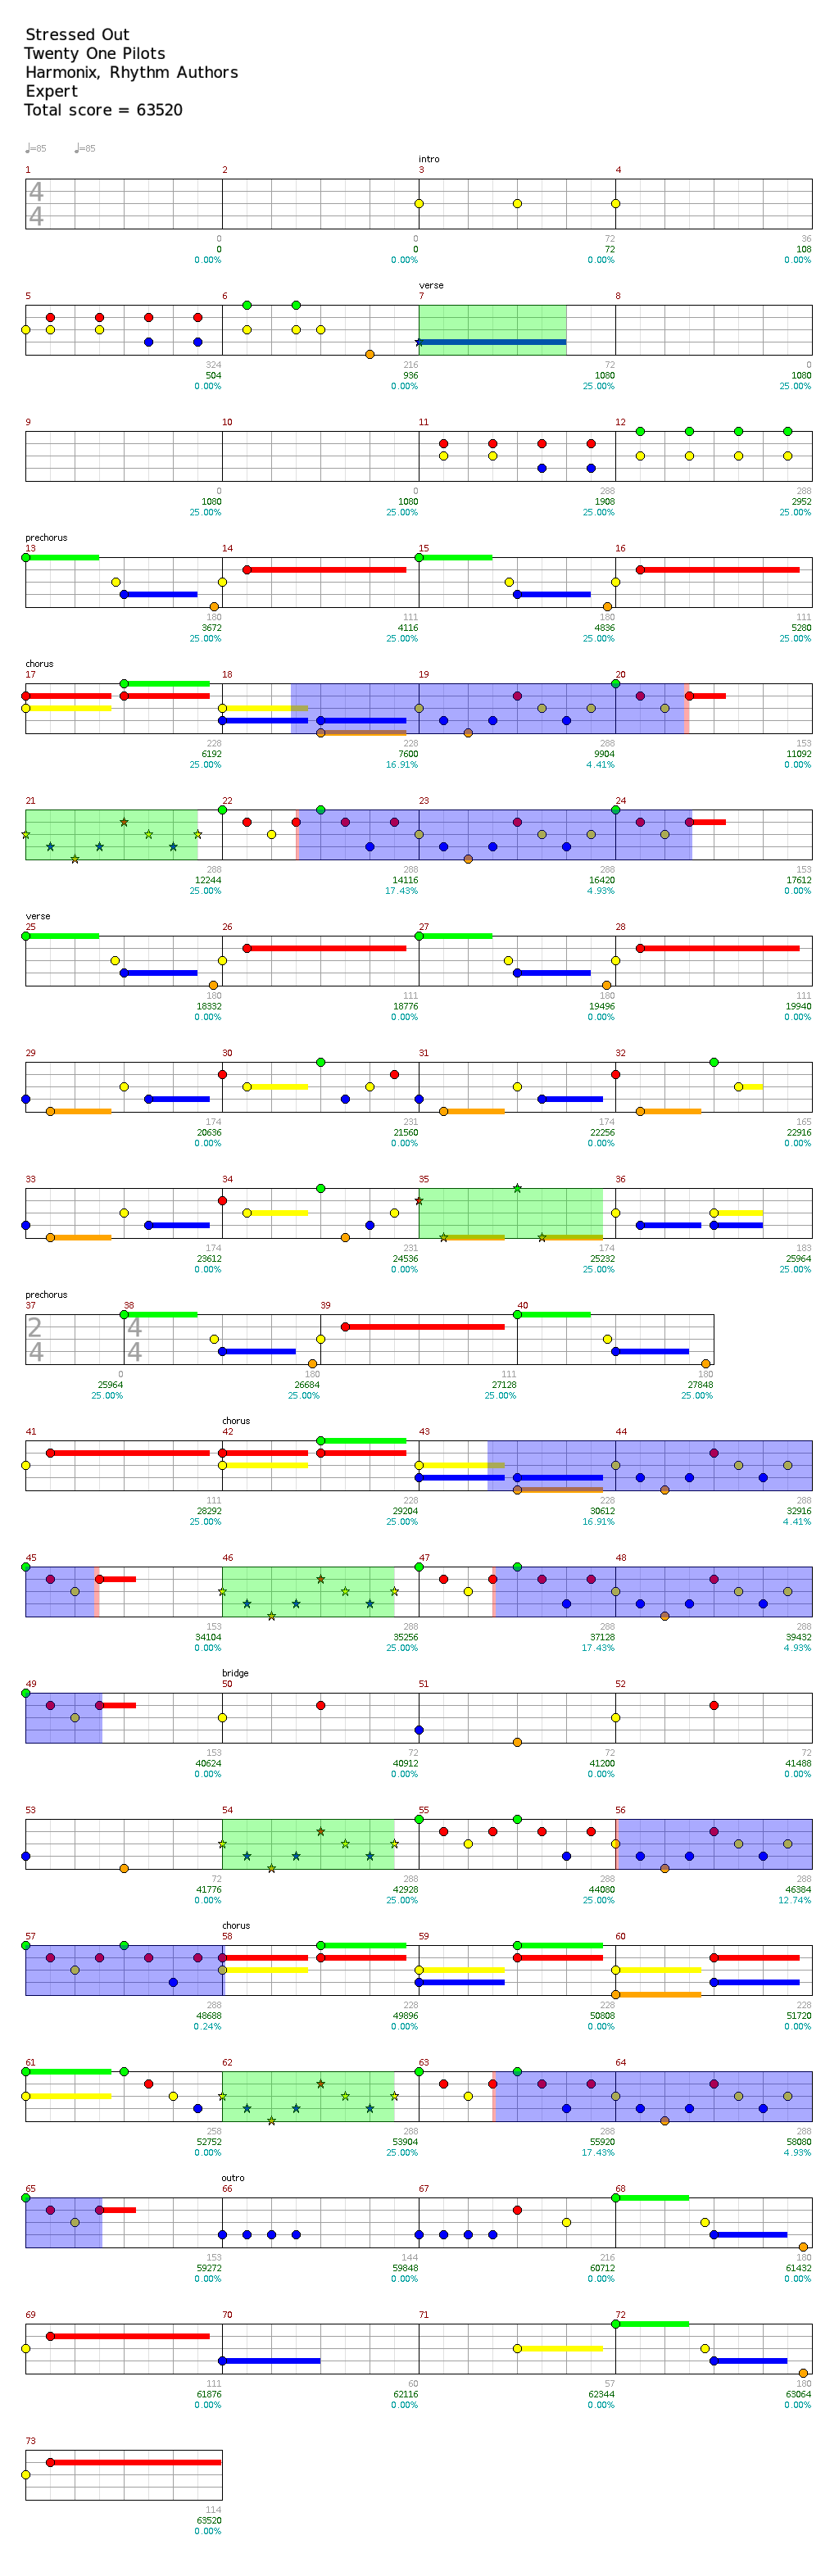 Stressed Out
Twenty One Pilots
Harmonix, Rhythm Authors
Expert
Total score = 63520
♩=85 ♩=85
intro
1 2 3 4
4
4
0 0 72 36
0 0 72 108
0.00% 0.00% 0.00% 0.00%
verse
5 6 7 8
324 216 72 0
504 936 1080 1080
0.00% 0.00% 25.00% 25.00%
9 10 11 12
0 0 288 288
1080 1080 1908 2952
25.00% 25.00% 25.00% 25.00%
prechorus
13 14 15 16
180 111 180 111
3672 4116 4836 5280
25.00% 25.00% 25.00% 25.00%
chorus
17 18 19 20
228 228 288 153
6192 7600 9904 11092
25.00% 16.91% 4.41% 0.00%
21 22 23 24
288 288 288 153
12244 14116 16420 17612
25.00% 17.43% 4.93% 0.00%
verse
25 26 27 28
180 111 180 111
18332 18776 19496 19940
0.00% 0.00% 0.00% 0.00%
29 30 31 32
174 231 174 165
20636 21560 22256 22916
0.00% 0.00% 0.00% 0.00%
33 34 35 36
174 231 174 183
23612 24536 25232 25964
0.00% 0.00% 25.00% 25.00%
prechorus
37 38 39 40
2 4
4 4
0 180 111 180
25964 26684 27128 27848
25.00% 25.00% 25.00% 25.00%
chorus
41 42 43 44
111 228 228 288
28292 29204 30612 32916
25.00% 25.00% 16.91% 4.41%
45 46 47 48
153 288 288 288
34104 35256 37128 39432
0.00% 25.00% 17.43% 4.93%
bridge
49 50 51 52
153 72 72 72
40624 40912 41200 41488
0.00% 0.00% 0.00% 0.00%
53 54 55 56
72 288 288 288
41776 42928 44080 46384
0.00% 25.00% 25.00% 12.74%
chorus
57 58 59 60
288 228 228 228
48688 49896 50808 51720
0.24% 0.00% 0.00% 0.00%
61 62 63 64
258 288 288 288
52752 53904 55920 58080
0.00% 25.00% 17.43% 4.93%
outro
65 66 67 68
153 144 216 180
59272 59848 60712 61432
0.00% 0.00% 0.00% 0.00%
69 70 71 72
111 60 57 180
61876 62116 62344 63064
0.00% 0.00% 0.00% 0.00%
73
114
63520
0.00%